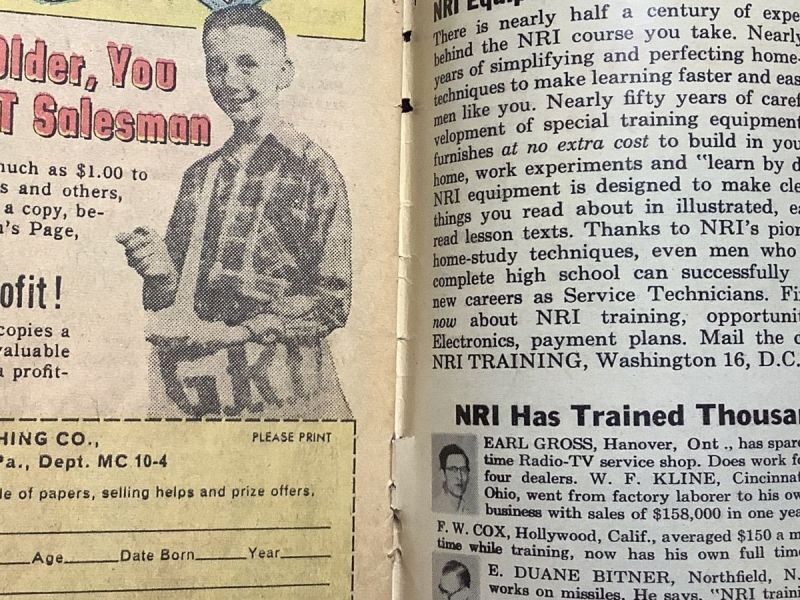 Older, You
T Salesman
much as $1.00 to
s and others,
a copy, be-
n's Page,
ofit!
copies a
valuable
a profit-
GRIT
HING CO.,
PLEASE PRINT
Pa., Dept. MC 10-4
le of papers, selling helps and prize offers.
Age Date Born Year
NRI Equip
There is nearly half a century of expe
behind the NRI course you take. Nearly
years of simplifying and perfecting home-
techniques to make learning faster and eas
men like you. Nearly fifty years of caref
velopment of special training equipment
furnishes at no extra cost to build in you
home, work experiments and "learn by d
NRI equipment is designed to make cle
things you read about in illustrated, ea
read lesson texts. Thanks to NRI's pion
home-study techniques, even men who
complete high school can successfully
new careers as Service Technicians. Fi
now about NRI training, opportuni
Electronics, payment plans. Mail the c
NRI TRAINING, Washington 16, D.C.
NRI Has Trained Thousan
EARL GROSS, Hanover, Ont., has spare
time Radio-TV service shop. Does work fo
four dealers. W. F. KLINE, Cincinnat
Ohio, went from factory laborer to his ow
business with sales of $158,000 in one yea
F. W. COX, Hollywood, Calif., averaged $150 a m
time while training, now has his own full time
E. DUANE BITNER, Northfield, N.
works on missiles. He says, "NRI traini